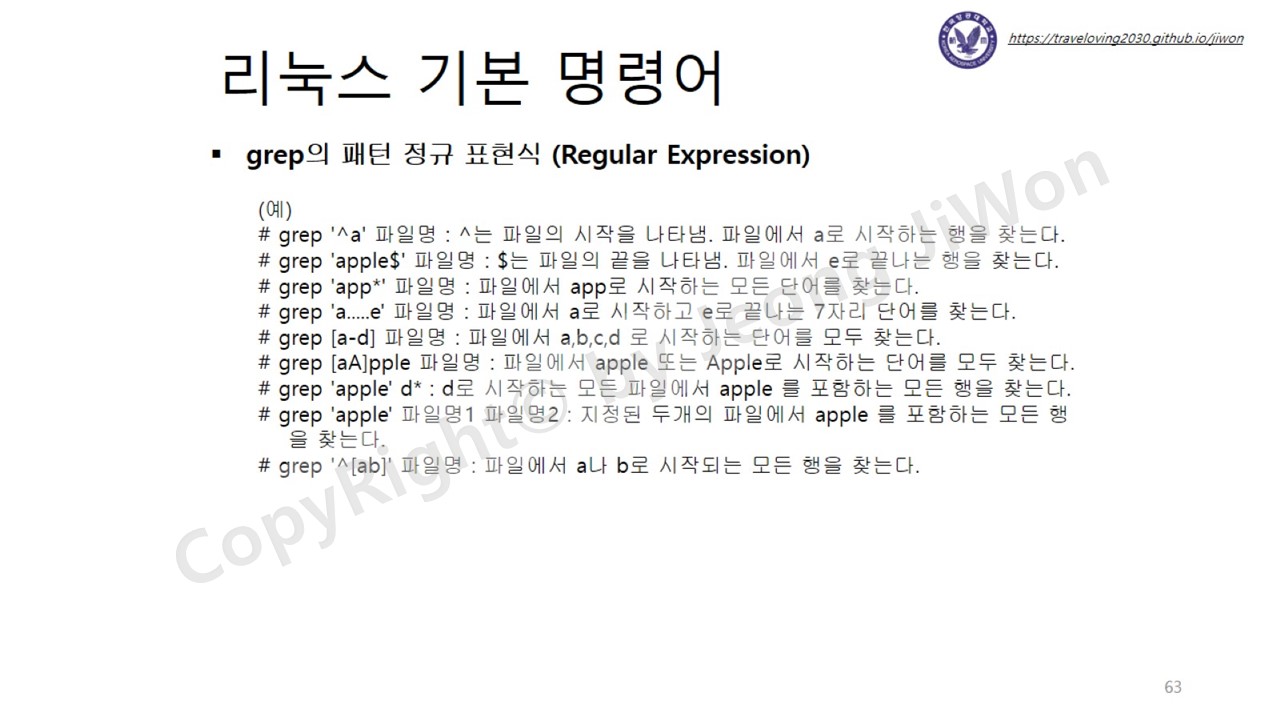 https://traveloving2030.github.io/jiwon
리눅스 기본 명령어
▪ grep의 패턴 정규 표현식 (Regular Expression)
(예)
# grep '^a' 파일명 : ^는 파일의 시작을 나타냄. 파일에서 a로 시작하는 행을 찾는다.
# grep 'apple$' 파일명 : $는 파일의 끝을 나타냄. 파일에서 e로 끝나는 행을 찾는다.
# grep 'app*' 파일명 : 파일에서 app로 시작하는 모든 단어를 찾는다.
# grep 'a.....e' 파일명 : 파일에서 a로 시작하고 e로 끝나는 7자리 단어를 찾는다.
# grep [a-d] 파일명 : 파일에서 a,b,c,d 로 시작하는 단어를 모두 찾는다.
# grep [aA]pple 파일명 : 파일에서 apple 또는 Apple로 시작하는 단어를 모두 찾는다.
# grep 'apple' d* : d로 시작하는 모든 파일에서 apple 를 포함하는 모든 행을 찾는다.
# grep 'apple' 파일명1 파일명2 : 지정된 두개의 파일에서 apple 를 포함하는 모든 행
을 찾는다.
# grep '^[ab]' 파일명 : 파일에서 a나 b로 시작되는 모든 행을 찾는다.
CopyRight© by Jeong JiWon
63